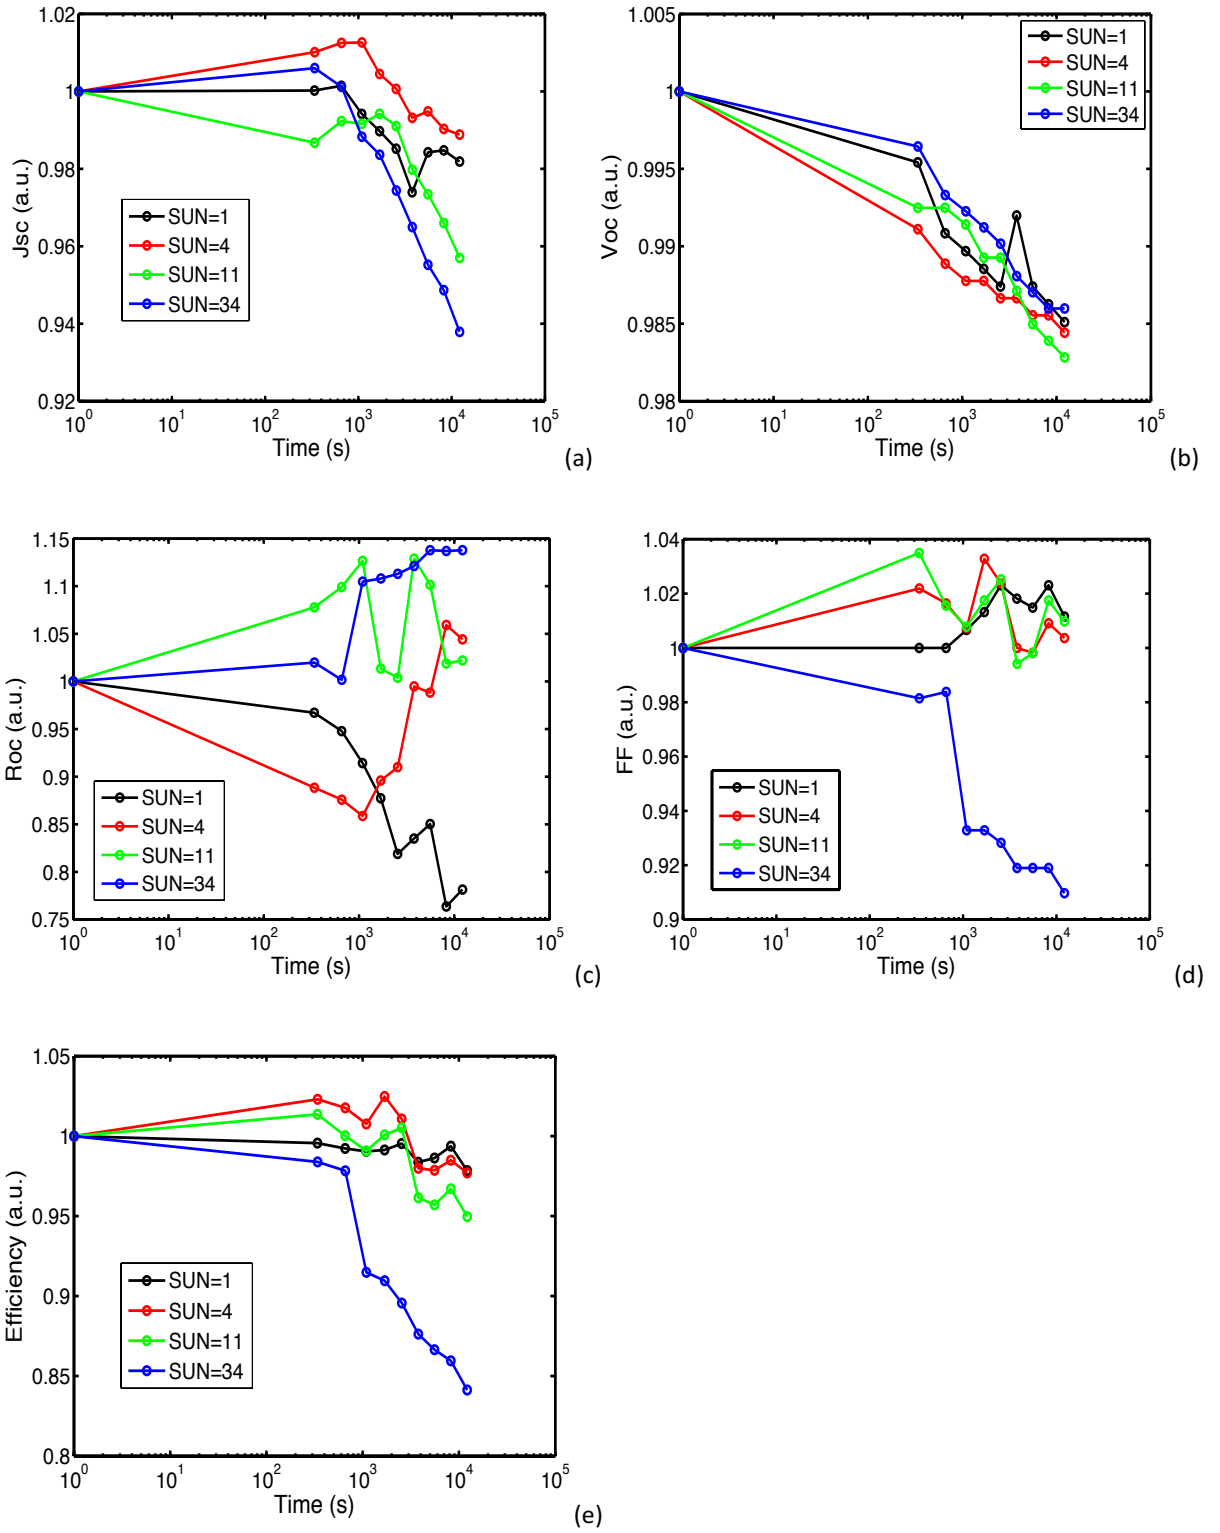 1.02
1.01
1
0.98
0.96
0.94
0.92
Jsc (a.u.)
SUN=1
SUN=4
SUN=11
SUN=34
10^0 10^1 10^2 10^3 10^4 10^5
Time (s)
(a)
1.005
1
0.995
0.99
0.985
0.98
Voc (a.u.)
SUN=1
SUN=4
SUN=11
SUN=34
10^0 10^1 10^2 10^3 10^4 10^5
Time (s)
(b)
1.15
1.1
1.05
1
0.95
0.9
0.85
0.8
0.75
Roc (a.u.)
SUN=1
SUN=4
SUN=11
SUN=34
10^0 10^1 10^2 10^3 10^4 10^5
Time (s)
(c)
1.04
1.02
1
0.98
0.96
0.94
0.92
0.9
FF (a.u.)
SUN=1
SUN=4
SUN=11
SUN=34
10^0 10^1 10^2 10^3 10^4 10^5
Time (s)
(d)
1.05
1
0.95
0.9
0.85
0.8
Efficiency (a.u.)
SUN=1
SUN=4
SUN=11
SUN=34
10^0 10^1 10^2 10^3 10^4 10^5
Time (s)
(e)